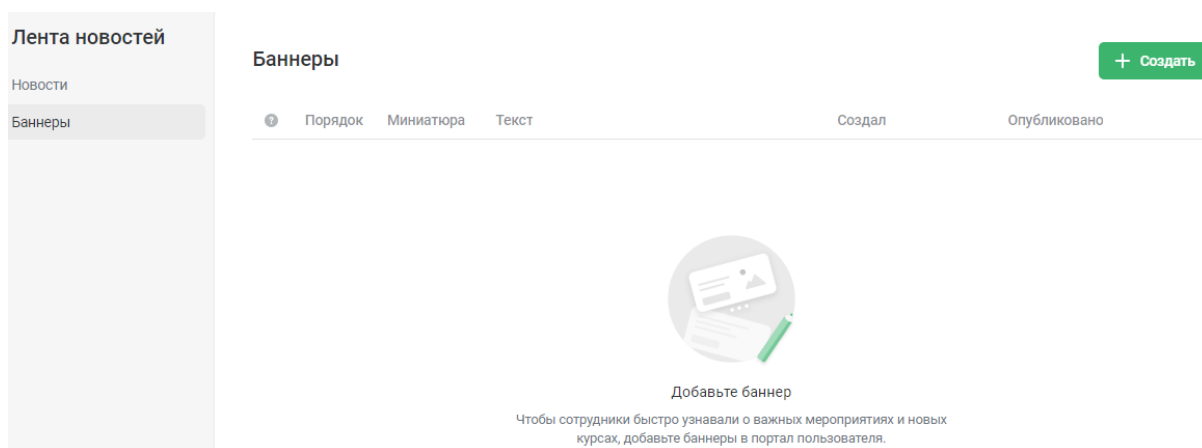 Лента новостей
Новости
Баннеры
Баннеры
+ Создать
? Порядок Миниатюра Текст Создал Опубликовано
Добавьте баннер
Чтобы сотрудники быстро узнавали о важных мероприятиях и новых
курсах, добавьте баннеры в портал пользователя.